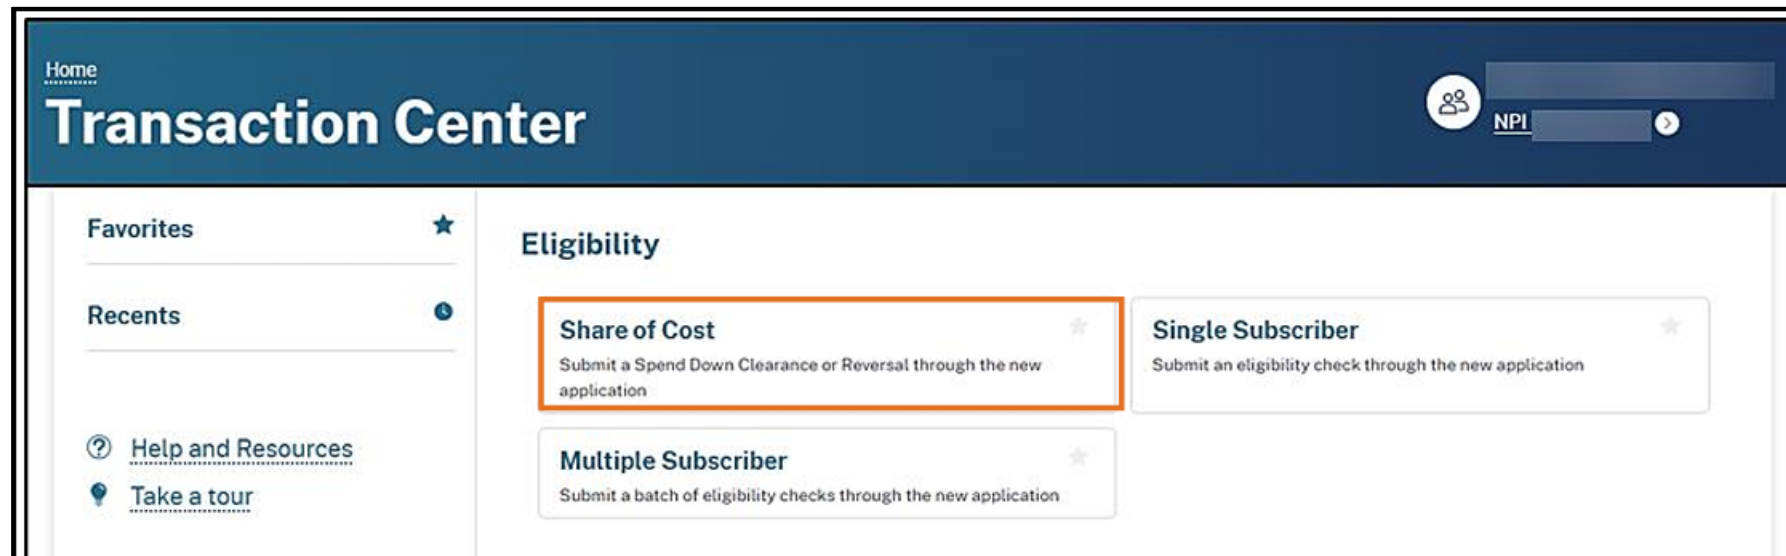 Home
Transaction Center
NPI
Favorites
Recents
Help and Resources
Take a tour
Eligibility
Share of Cost
Submit a Spend Down Clearance or Reversal through the new
application
Single Subscriber
Submit an eligibility check through the new application
Multiple Subscriber
Submit a batch of eligibility checks through the new application